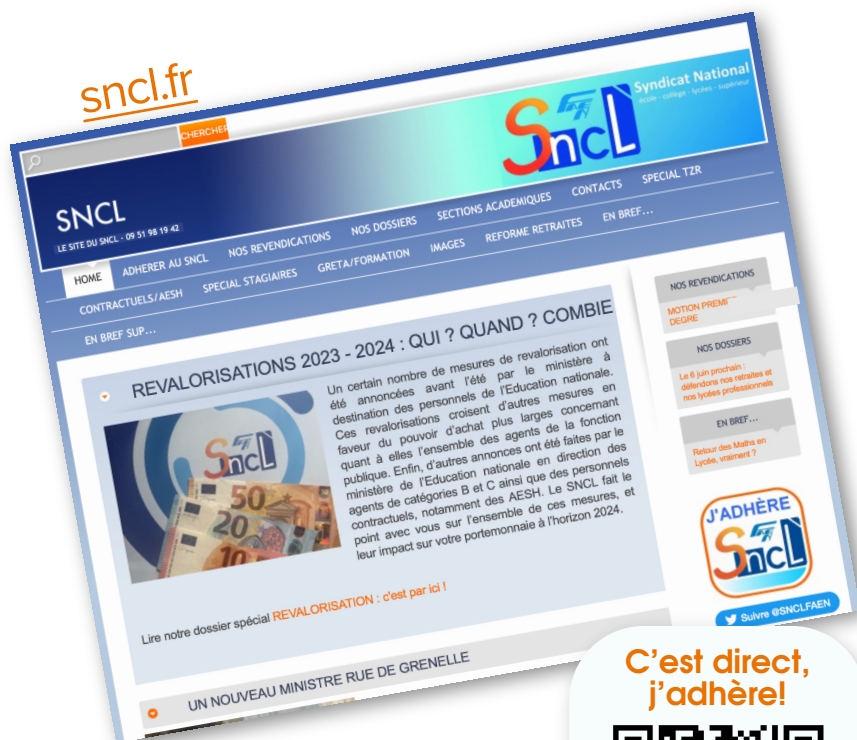 sncl.fr
CHERCHER
SncL
Syndicat National
école - collège - lycées - supérieur
SNCL
LE SITE DU SNCL - 09 51 98 19 42
HOME ADHERER AU SNCL NOS REVENDICATIONS NOS DOSSIERS SECTIONS ACADEMIQUES CONTACTS SPECIAL TZR
CONTRACTUELS/AESH SPECIAL STAGIAIRES GRETA/FORMATION IMAGES REFORME RETRAITES EN BREF...
EN BREF SUP...
REVALORISATIONS 2023 - 2024 : QUI ? QUAND ? COMBIE
Un certain nombre de mesures de revalorisation ont
été annoncées avant l'été par le ministère à
destination des personnels de l'Education nationale.
Ces revalorisations croisent d'autres mesures en
faveur du pouvoir d'achat plus larges concernant
quant à elles l'ensemble des agents de la fonction
publique. Enfin, d'autres annonces ont été faites par le
ministère de l'Education nationale en direction des
agents de catégories B et C ainsi que des personnels
contractuels, notamment des AESH. Le SNCL fait le
point avec vous sur l'ensemble de ces mesures, et
leur impact sur votre portemonnaie à l'horizon 2024.
SncL
50
20
10
Lire notre dossier spécial REVALORISATION : c'est par ici !
UN NOUVEAU MINISTRE RUE DE GRENELLE
NOS REVENDICATIONS
MOTION
DEGRE
NOS DOSSIERS
Le 6 juin prochain :
défendons nos retraites et
nos lycées professionnels
EN BREF...
Retour des Maths en
Lycée, vraiment ?
J'ADHÈRE
SncL
Suivre @SNCLFAEN
C'est direct,
j'adhère!